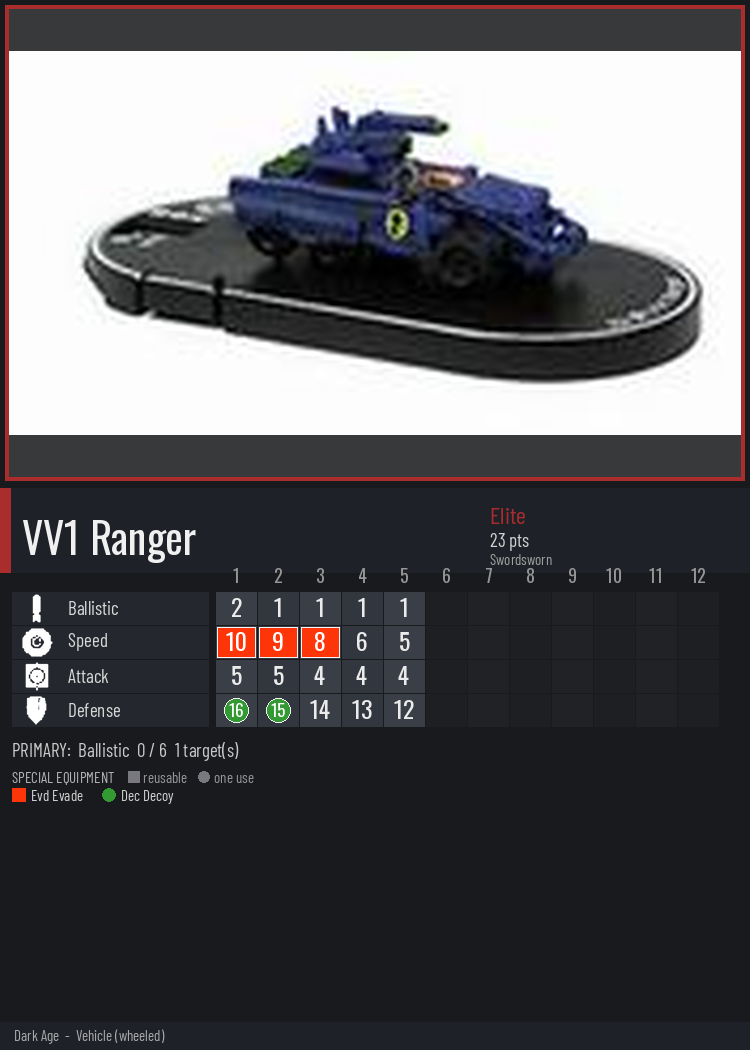 VV1 Ranger
Elite
23 pts
Swordsworn
1 2 3 4 5 6 7 8 9 10 11 12
Ballistic 2 1 1 1 1
Speed 10 9 8 6 5
Attack 5 5 4 4 4
Defense 16 15 14 13 12
PRIMARY: Ballistic 0 / 6 1 target(s)
SPECIAL EQUIPMENT reusable one use
Evd Evade Dec Decoy
Dark Age - Vehicle (wheeled)